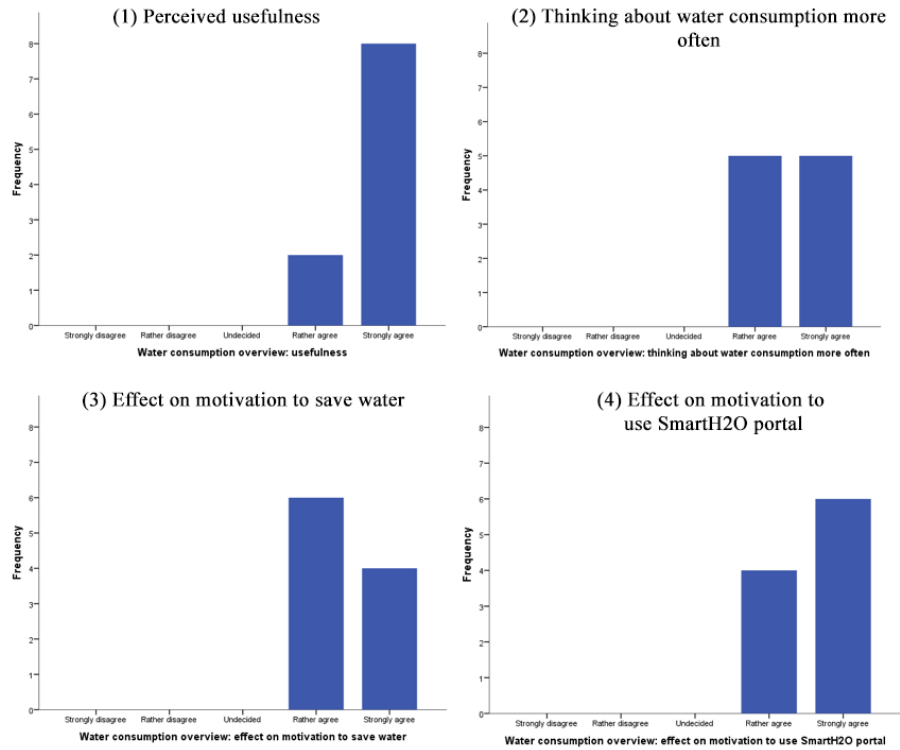 (1) Perceived usefulness
8
7
6
5
4
3
2
1
0
Frequency
Strongly disagree Rather disagree Undecided Rather agree Strongly agree
Water consumption overview: usefulness
(2) Thinking about water consumption more
often
8
7
6
5
4
3
2
1
0
Frequency
Strongly disagree Rather disagree Undecided Rather agree Strongly agree
Water consumption overview: thinking about water consumption more often
(3) Effect on motivation to save water
8
7
6
5
4
3
2
1
0
Frequency
Strongly disagree Rather disagree Undecided Rather agree Strongly agree
Water consumption overview: effect on motivation to save water
(4) Effect on motivation to
use SmartH2O portal
8
7
6
5
4
3
2
1
0
Frequency
Strongly disagree Rather disagree Undecided Rather agree Strongly agree
Water consumption overview: effect on motivation to use SmartH2O portal